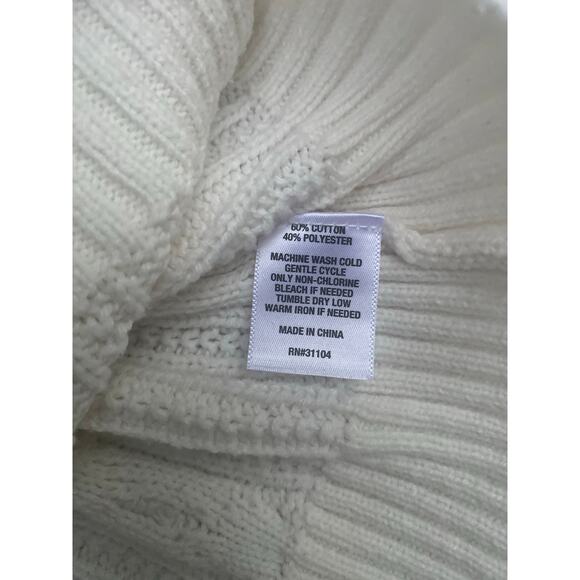 60% COTTON
40% POLYESTER
MACHINE WASH COLD
GENTLE CYCLE
ONLY NON-CHLORINE
BLEACH IF NEEDED
TUMBLE DRY LOW
WARM IRON IF NEEDED
MADE IN CHINA
RN#31104